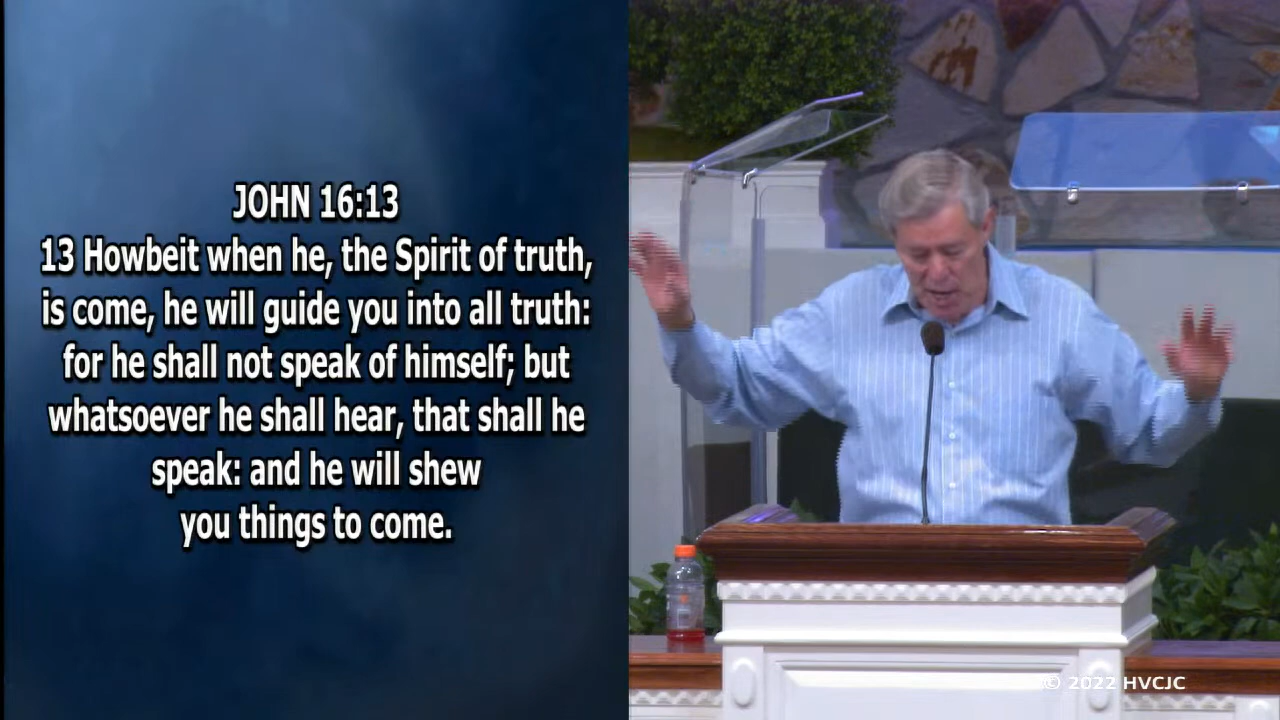 JOHN 16:13
13 Howbeit when he, the Spirit of truth,
is come, he will guide you into all truth:
for he shall not speak of himself; but
whatsoever he shall hear, that shall he
speak: and he will shew
you things to come.
© 2022 HVCJC